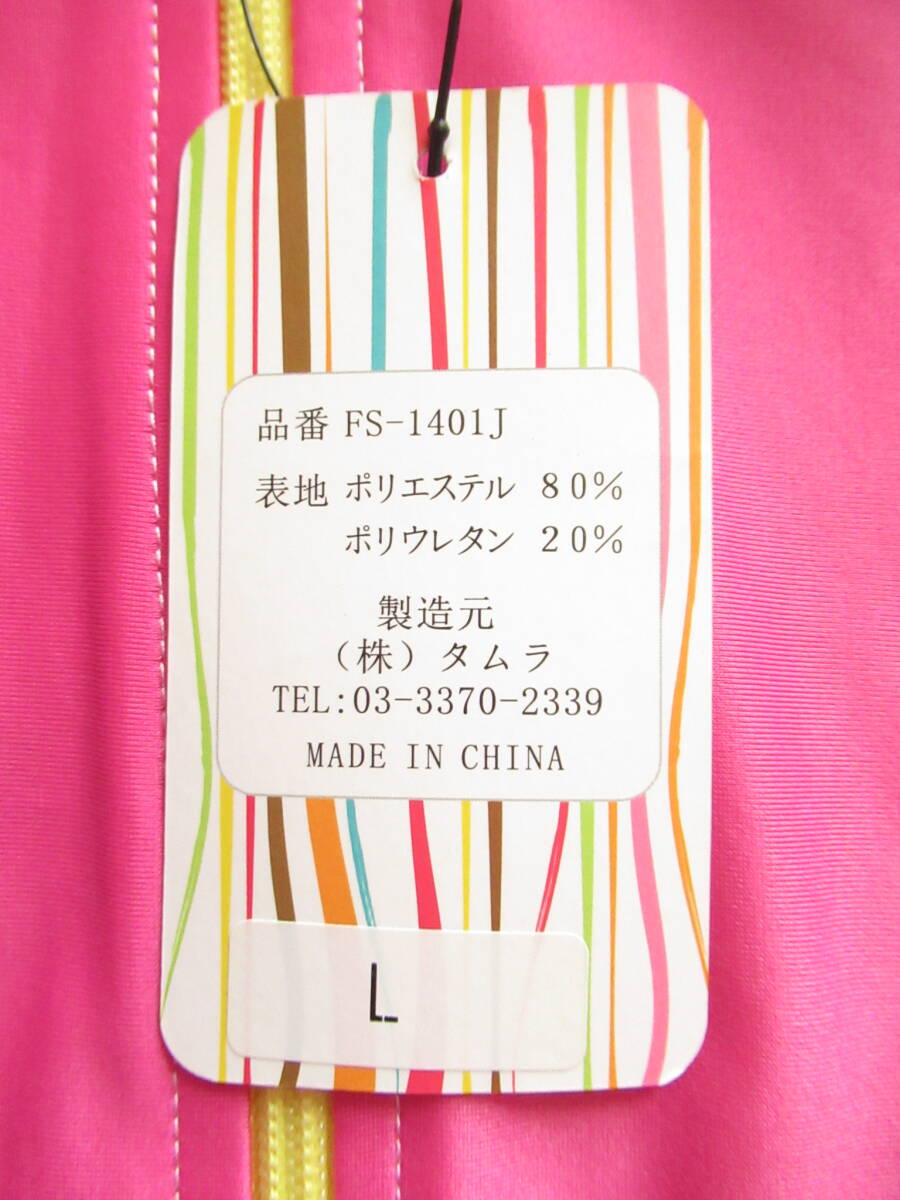 品番 FS-1401J
表地 ポリエステル 80%
ポリウレタン 20%
製造元
（株）タムラ
TEL:03-3370-2339
MADE IN CHINA
L